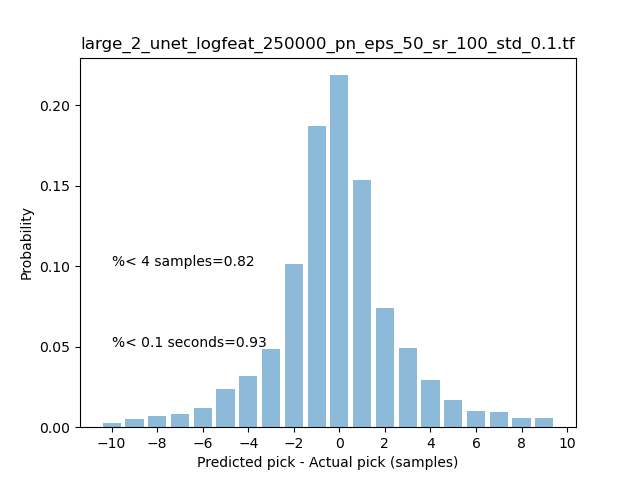 large_2_unet_logfeat_250000_pn_eps_50_sr_100_std_0.1.tf
Probability
0.20
0.15
0.10
0.05
0.00
%< 4 samples=0.82
%< 0.1 seconds=0.93
−10 −8 −6 −4 −2 0 2 4 6 8 10
Predicted pick - Actual pick (samples)